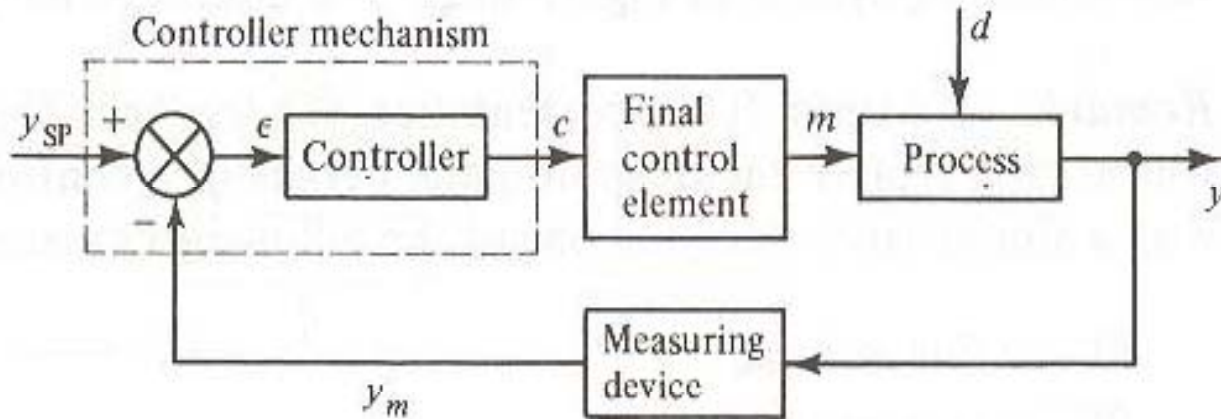 Controller mechanism
d
y_SP
+
ϵ
Controller
c
Final
control
element
m
Process
y
−
Measuring
device
y_m